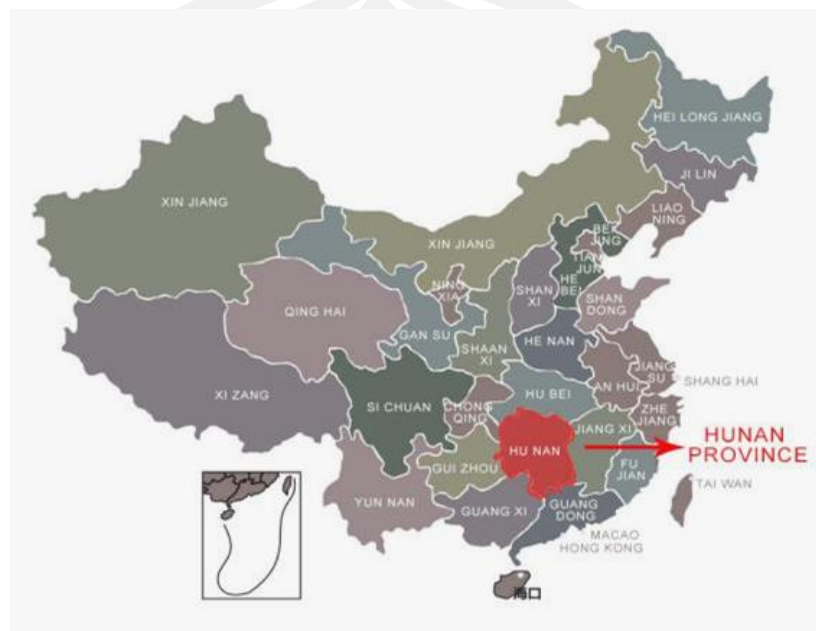 HEI LONG JIANG
JI LIN
LIAO
NING
XIN JIANG
XIN JIANG
BEI
JING
TIAN
JUN
HE
BEI
NING
XIA
SHAN
XI
SHAN
DONG
QING HAI
GAN SU
SHAAN
XI
HE NAN
JIANG
SU
SHANG HAI
AN HUI
XI ZANG
SI CHUAN
CHONG
QING
HU BEI
ZHE
JIANG
JIANG XI
HU NAN
HUNAN
PROVINCE
GUI ZHOU
FU
JIAN
TAI WAN
YUN NAN
GUANG XI
GUANG
DONG
MACAO
HONG KONG
海口